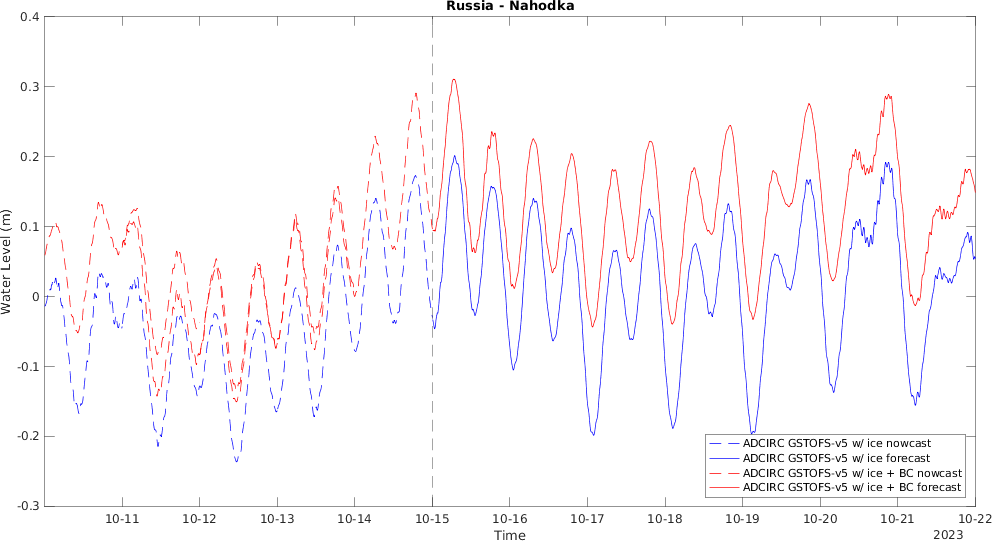 Russia - Nahodka
0.4
0.3
0.2
0.1
0
-0.1
-0.2
-0.3
Water Level (m)
ADCIRC GSTOFS-v5 w/ ice nowcast
ADCIRC GSTOFS-v5 w/ ice forecast
ADCIRC GSTOFS-v5 w/ ice + BC nowcast
ADCIRC GSTOFS-v5 w/ ice + BC forecast
10-11 10-12 10-13 10-14 10-15 10-16 10-17 10-18 10-19 10-20 10-21 10-22
Time
2023